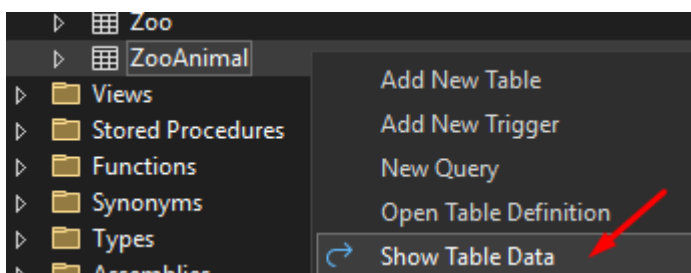 Zoo
ZooAnimal
Views
Stored Procedures
Functions
Synonyms
Types
Assemblies
Add New Table
Add New Trigger
New Query
Open Table Definition
Show Table Data